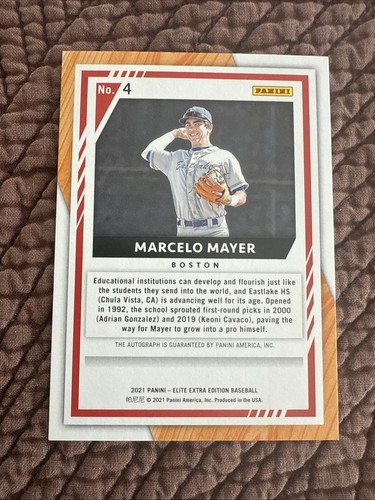 No. 4
PANINI
Eastlake
MARCELO MAYER
BOSTON
Educational institutions can develop and flourish just like
the students they send into the world, and Eastlake HS
(Chula Vista, CA) is advancing well for its age. Opened
in 1992, the school sprouted first-round picks in 2000
(Adrian Gonzalez) and 2019 (Keoni Cavaco), paving the
way for Mayer to grow into a pro himself.
THE AUTOGRAPH IS GUARANTEED BY PANINI AMERICA, INC.
2021 PANINI – ELITE EXTRA EDITION BASEBALL
帕尼尼 © 2021 Panini America, Inc. Produced in the USA.